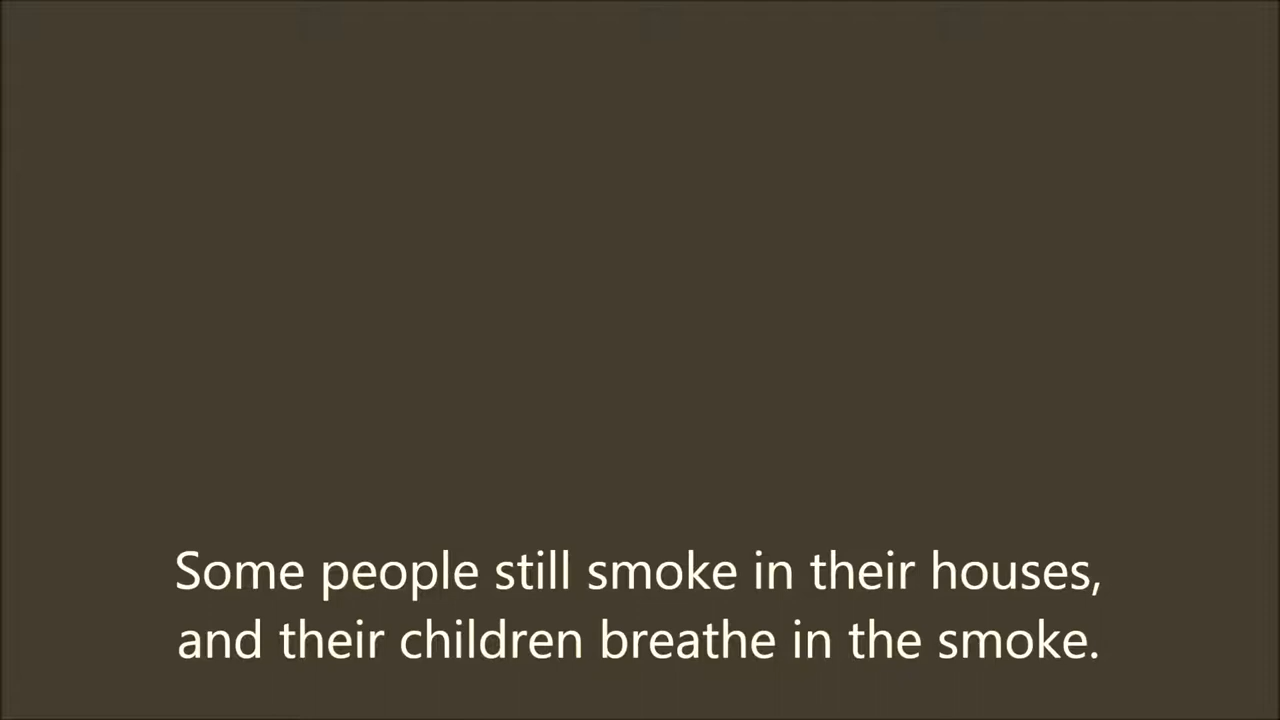 Some people still smoke in their houses,
and their children breathe in the smoke.